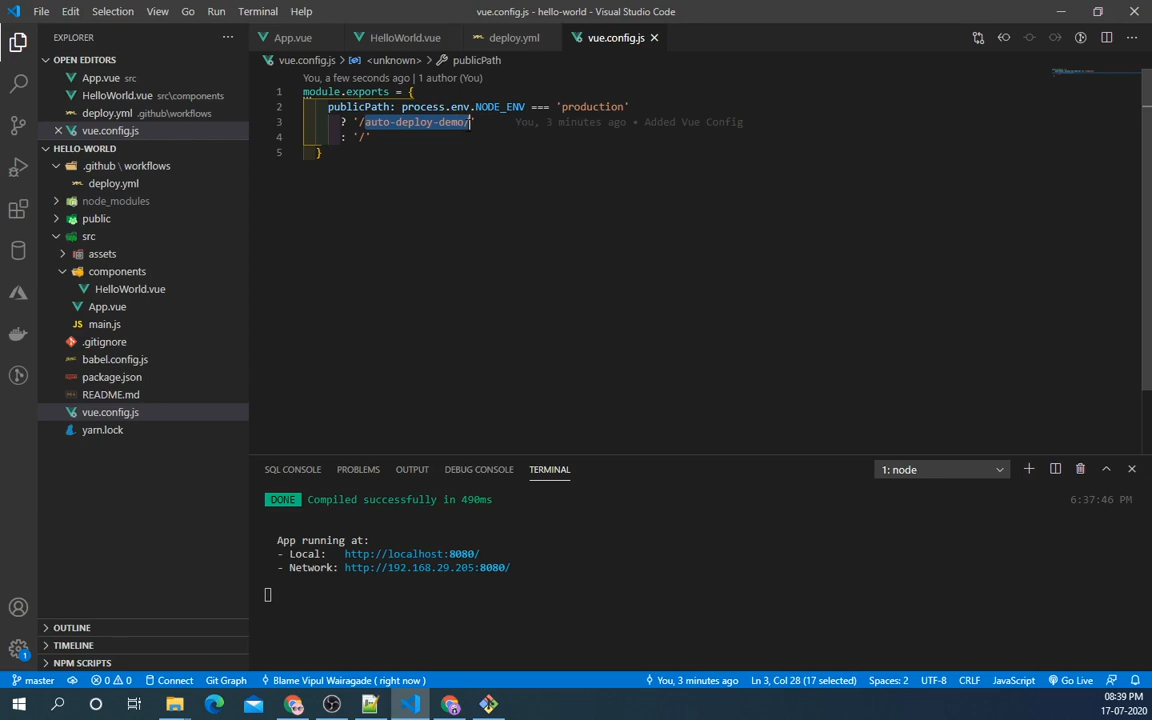 File Edit Selection View Go Run Terminal Help
vue.config.js - hello-world - Visual Studio Code
EXPLORER
OPEN EDITORS
App.vue src
HelloWorld.vue src\components
deploy.yml .github\workflows
vue.config.js
HELLO-WORLD
.github \ workflows
deploy.yml
node_modules
public
src
assets
components
HelloWorld.vue
App.vue
main.js
.gitignore
babel.config.js
package.json
README.md
vue.config.js
yarn.lock
OUTLINE
TIMELINE
NPM SCRIPTS
App.vue HelloWorld.vue deploy.yml vue.config.js
vue.config.js > <unknown> > publicPath
You, a few seconds ago | 1 author (You)
1 module.exports = {
2 publicPath: process.env.NODE_ENV === 'production'
3 ? '/auto-deploy-demo/' You, 3 minutes ago • Added Vue Config
4 : '/'
5 }
SQL CONSOLE PROBLEMS OUTPUT DEBUG CONSOLE TERMINAL
1: node
DONE Compiled successfully in 490ms 6:37:46 PM
App running at:
- Local: http://localhost:8080/
- Network: http://192.168.29.205:8080/
1
master 0 0 Connect Git Graph Blame Vipul Wairagade ( right now ) You, 3 minutes ago Ln 3, Col 28 (17 selected) Spaces: 2 UTF-8 CRLF JavaScript Go Live
08:39 PM
17-07-2020